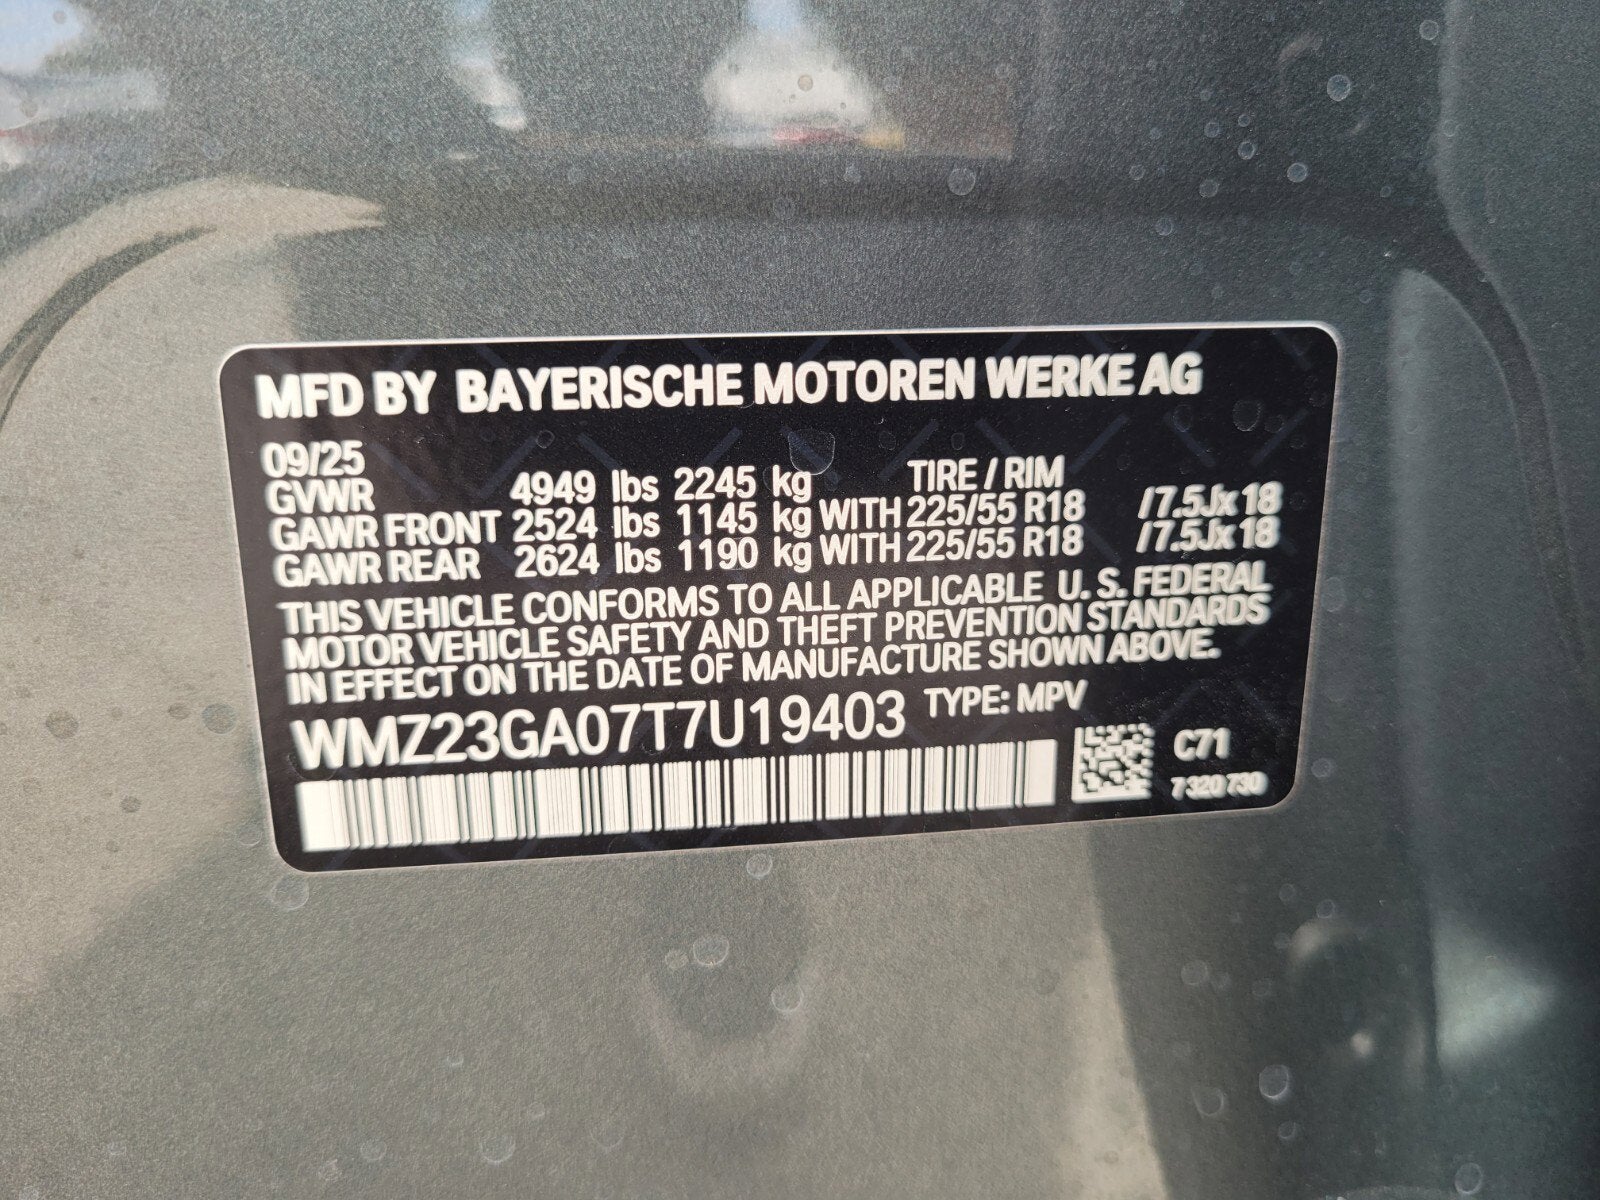 MFD BY BAYERISCHE MOTOREN WERKE AG
09/25
GVWR 4949 lbs 2245 kg TIRE / RIM
GAWR FRONT 2524 lbs 1145 kg WITH 225/55 R18 /7.5Jx18
GAWR REAR 2624 lbs 1190 kg WITH 225/55 R18 /7.5Jx18
THIS VEHICLE CONFORMS TO ALL APPLICABLE U. S. FEDERAL
MOTOR VEHICLE SAFETY AND THEFT PREVENTION STANDARDS
IN EFFECT ON THE DATE OF MANUFACTURE SHOWN ABOVE.
WMZ23GA07T7U19403 TYPE: MPV
C71
7 320 730